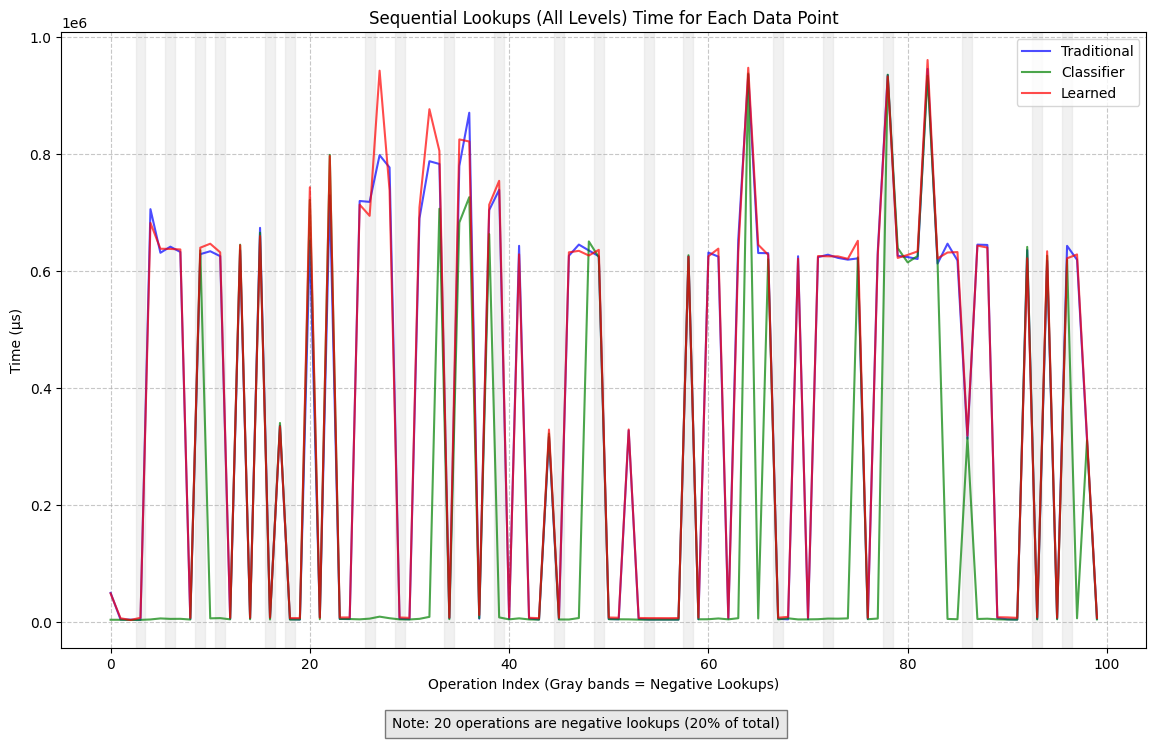 Sequential Lookups (All Levels) Time for Each Data Point
1e6
1.0
0.8
0.6
0.4
0.2
0.0
Time (µs)
Traditional
Classifier
Learned
0 20 40 60 80 100
Operation Index (Gray bands = Negative Lookups)
Note: 20 operations are negative lookups (20% of total)